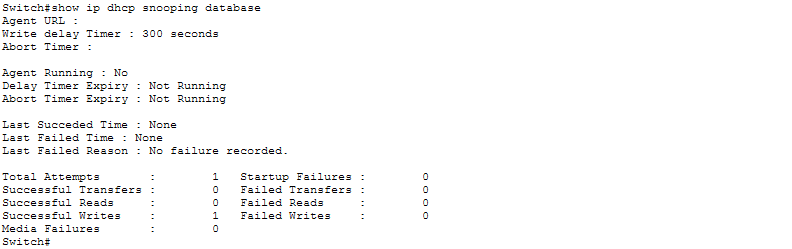 Switch#show ip dhcp snooping database
Agent URL :
Write delay Timer : 300 seconds
Abort Timer :
Agent Running : No
Delay Timer Expiry : Not Running
Abort Timer Expiry : Not Running
Last Succeded Time : None
Last Failed Time : None
Last Failed Reason : No failure recorded.
Total Attempts : 1 Startup Failures : 0
Successful Transfers : 0 Failed Transfers : 0
Successful Reads : 0 Failed Reads : 0
Successful Writes : 1 Failed Writes : 0
Media Failures : 0
Switch#